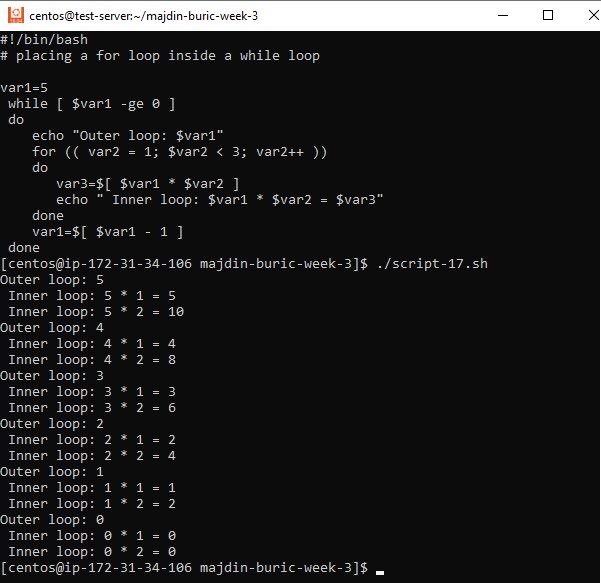 centos@test-server:~/majdin-buric-week-3
#!/bin/bash
# placing a for loop inside a while loop

var1=5
 while [ $var1 -ge 0 ]
 do
    echo "Outer loop: $var1"
    for (( var2 = 1; $var2 < 3; var2++ ))
    do
       var3=$[ $var1 * $var2 ]
       echo " Inner loop: $var1 * $var2 = $var3"
    done
    var1=$[ $var1 - 1 ]
 done
[centos@ip-172-31-34-106 majdin-buric-week-3]$ ./script-17.sh
Outer loop: 5
 Inner loop: 5 * 1 = 5
 Inner loop: 5 * 2 = 10
Outer loop: 4
 Inner loop: 4 * 1 = 4
 Inner loop: 4 * 2 = 8
Outer loop: 3
 Inner loop: 3 * 1 = 3
 Inner loop: 3 * 2 = 6
Outer loop: 2
 Inner loop: 2 * 1 = 2
 Inner loop: 2 * 2 = 4
Outer loop: 1
 Inner loop: 1 * 1 = 1
 Inner loop: 1 * 2 = 2
Outer loop: 0
 Inner loop: 0 * 1 = 0
 Inner loop: 0 * 2 = 0
[centos@ip-172-31-34-106 majdin-buric-week-3]$